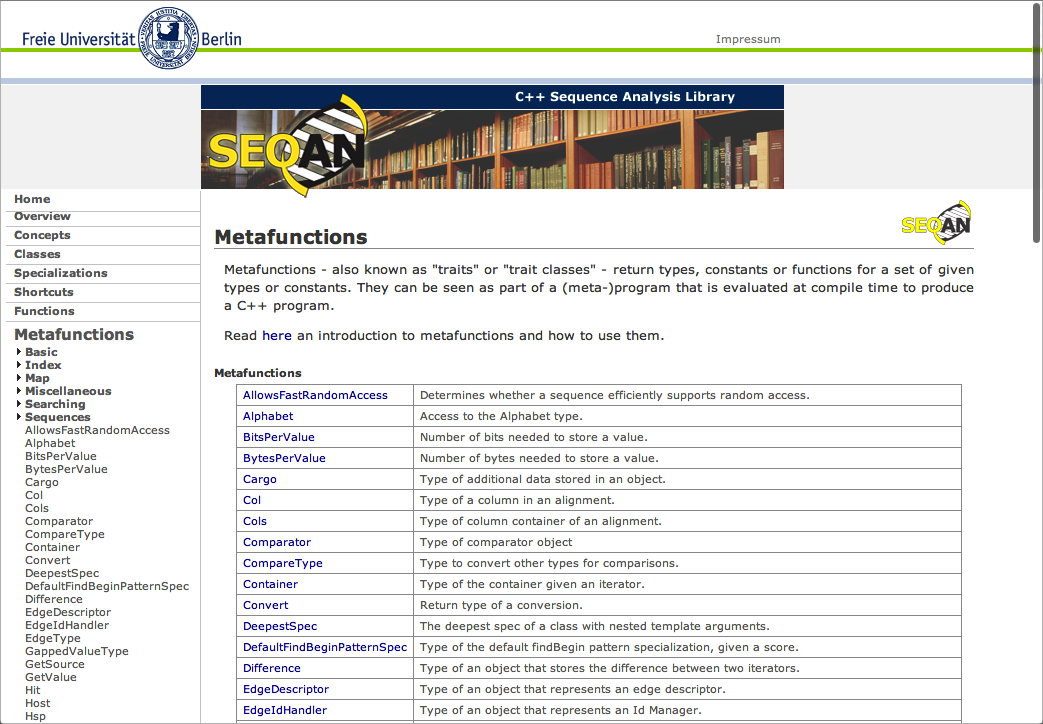 Freie Universität Berlin
Impressum
C++ Sequence Analysis Library
SEQAN
Home
Overview
Concepts
Classes
Specializations
Shortcuts
Functions
Metafunctions
Basic
Index
Map
Miscellaneous
Searching
Sequences
AllowsFastRandomAccess
Alphabet
BitsPerValue
BytesPerValue
Cargo
Col
Cols
Comparator
CompareType
Container
Convert
DeepestSpec
DefaultFindBeginPatternSpec
Difference
EdgeDescriptor
EdgeIdHandler
EdgeType
GappedValueType
GetSource
GetValue
Hit
Host
Hsp
SEQAN
Metafunctions
Metafunctions - also known as "traits" or "trait classes" - return types, constants or functions for a set of given
types or constants. They can be seen as part of a (meta-)program that is evaluated at compile time to produce
a C++ program.
Read here an introduction to metafunctions and how to use them.
Metafunctions
AllowsFastRandomAccess Determines whether a sequence efficiently supports random access.
Alphabet Access to the Alphabet type.
BitsPerValue Number of bits needed to store a value.
BytesPerValue Number of bytes needed to store a value.
Cargo Type of additional data stored in an object.
Col Type of a column in an alignment.
Cols Type of column container of an alignment.
Comparator Type of comparator object
CompareType Type to convert other types for comparisons.
Container Type of the container given an iterator.
Convert Return type of a conversion.
DeepestSpec The deepest spec of a class with nested template arguments.
DefaultFindBeginPatternSpec Type of the default findBegin pattern specialization, given a score.
Difference Type of an object that stores the difference between two iterators.
EdgeDescriptor Type of an object that represents an edge descriptor.
EdgeIdHandler Type of an object that represents an Id Manager.